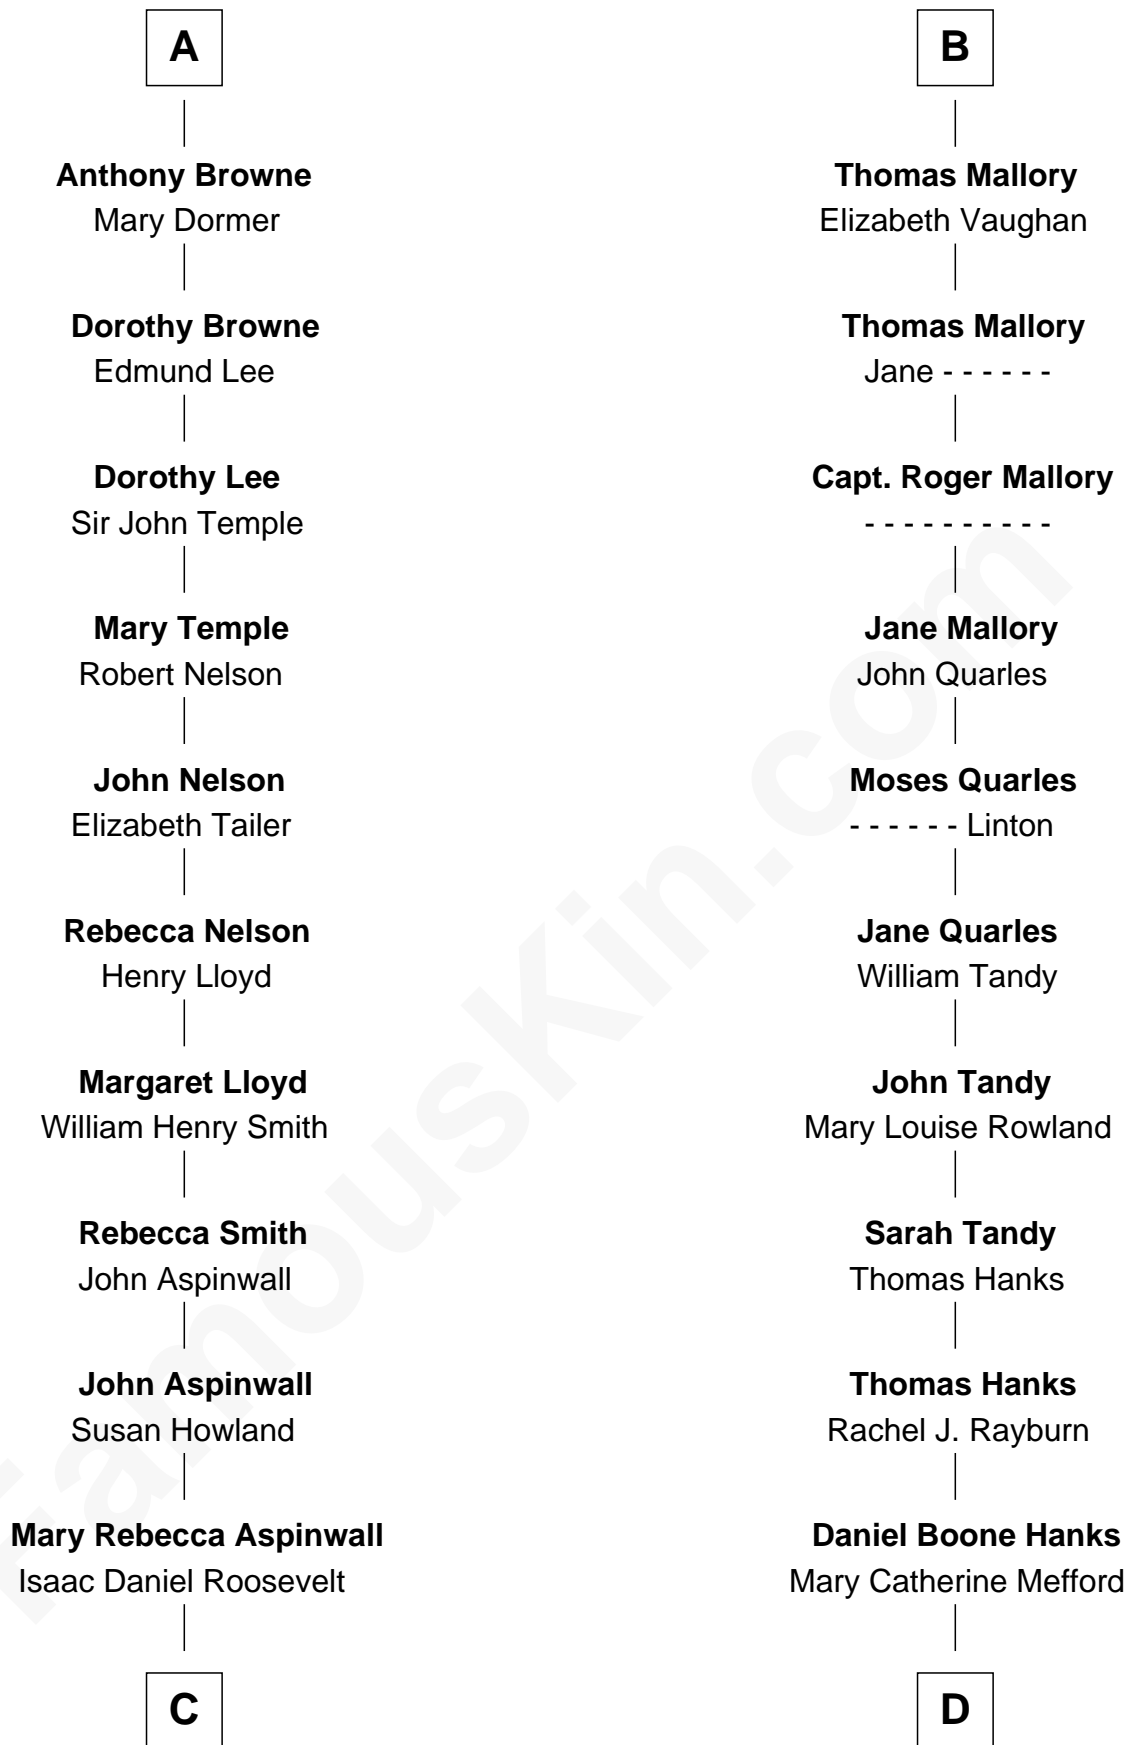 A
Anthony Browne
Mary Dormer
Dorothy Browne
Edmund Lee
Dorothy Lee
Sir John Temple
Mary Temple
Robert Nelson
John Nelson
Elizabeth Tailer
Rebecca Nelson
Henry Lloyd
Margaret Lloyd
William Henry Smith
Rebecca Smith
John Aspinwall
John Aspinwall
Susan Howland
Mary Rebecca Aspinwall
Isaac Daniel Roosevelt
C
B
Thomas Mallory
Elizabeth Vaughan
Thomas Mallory
Jane - - - - - -
Capt. Roger Mallory
- - - - - - - - - -
Jane Mallory
John Quarles
Moses Quarles
- - - - - - Linton
Jane Quarles
William Tandy
John Tandy
Mary Louise Rowland
Sarah Tandy
Thomas Hanks
Thomas Hanks
Rachel J. Rayburn
Daniel Boone Hanks
Mary Catherine Mefford
D
FamousKin.com